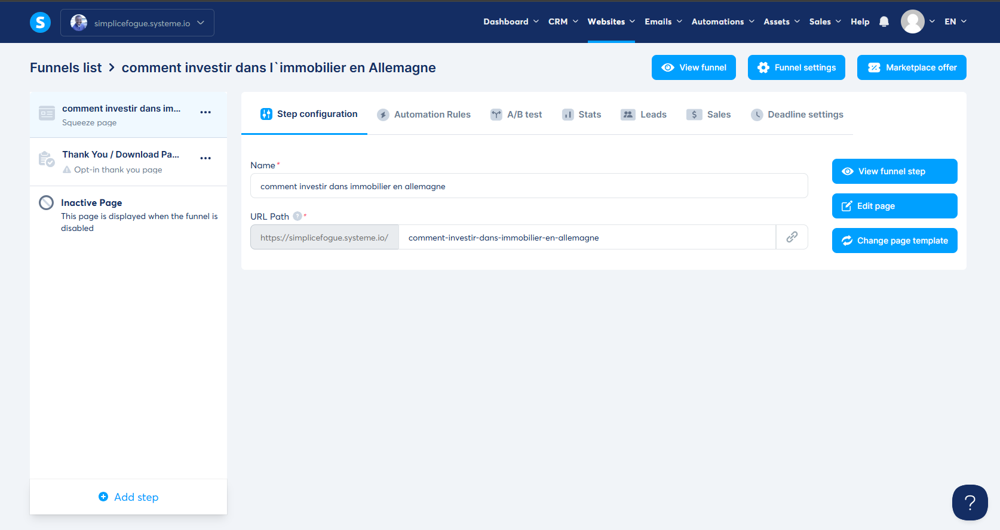 S
simplicefogue.systeme.io
Dashboard CRM Websites Emails Automations Assets Sales Help EN
Funnels list > comment investir dans l`immobilier en Allemagne
View funnel
Funnel settings
Marketplace offer
comment investir dans im...
Squeeze page
Thank You / Download Pa...
Opt-in thank you page
Inactive Page
This page is displayed when the funnel is
disabled
Add step
Step configuration
Automation Rules
A/B test
Stats
Leads
$ Sales
Deadline settings
Name*
comment investir dans immobilier en allemagne
URL Path ? *
https://simplicefogue.systeme.io/ comment-investir-dans-immobilier-en-allemagne
View funnel step
Edit page
Change page template
?